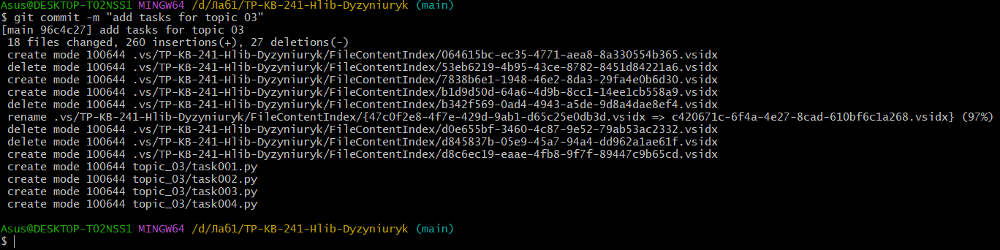 Asus@DESKTOP-T02NSS1 MINGW64 /d/Лаб1/TP-KB-241-Hlib-Dyzyniuryk (main)
$ git commit -m "add tasks for topic 03"
[main 96c4c27] add tasks for topic 03
 18 files changed, 260 insertions(+), 27 deletions(-)
 create mode 100644 .vs/TP-KB-241-Hlib-Dyzyniuryk/FileContentIndex/064615bc-ec35-4771-aea8-8a330554b365.vsidx
 delete mode 100644 .vs/TP-KB-241-Hlib-Dyzyniuryk/FileContentIndex/53eb6219-4b95-43ce-8782-8451d84221a6.vsidx
 create mode 100644 .vs/TP-KB-241-Hlib-Dyzyniuryk/FileContentIndex/7838b6e1-1948-46e2-8da3-29fa4e0b6d30.vsidx
 create mode 100644 .vs/TP-KB-241-Hlib-Dyzyniuryk/FileContentIndex/b1d9d50d-64a6-4d9b-8cc1-14ee1cb558a9.vsidx
 delete mode 100644 .vs/TP-KB-241-Hlib-Dyzyniuryk/FileContentIndex/b342f569-0ad4-4943-a5de-9d8a4dae8ef4.vsidx
 rename .vs/TP-KB-241-Hlib-Dyzyniuryk/FileContentIndex/{47c0f2e8-4f7e-429d-9ab1-d65c25e0db3d.vsidx => c420671c-6f4a-4e27-8cad-610bf6c1a268.vsidx} (97%)
 delete mode 100644 .vs/TP-KB-241-Hlib-Dyzyniuryk/FileContentIndex/d0e655bf-3460-4c87-9e52-79ab53ac2332.vsidx
 delete mode 100644 .vs/TP-KB-241-Hlib-Dyzyniuryk/FileContentIndex/d845837b-05e9-45a7-94a4-dd962a1ae61f.vsidx
 create mode 100644 .vs/TP-KB-241-Hlib-Dyzyniuryk/FileContentIndex/d8c6ec19-eaae-4fb8-9f7f-89447c9b65cd.vsidx
 create mode 100644 topic_03/task001.py
 create mode 100644 topic_03/task002.py
 create mode 100644 topic_03/task003.py
 create mode 100644 topic_03/task004.py
Asus@DESKTOP-T02NSS1 MINGW64 /d/Лаб1/TP-KB-241-Hlib-Dyzyniuryk (main)
$